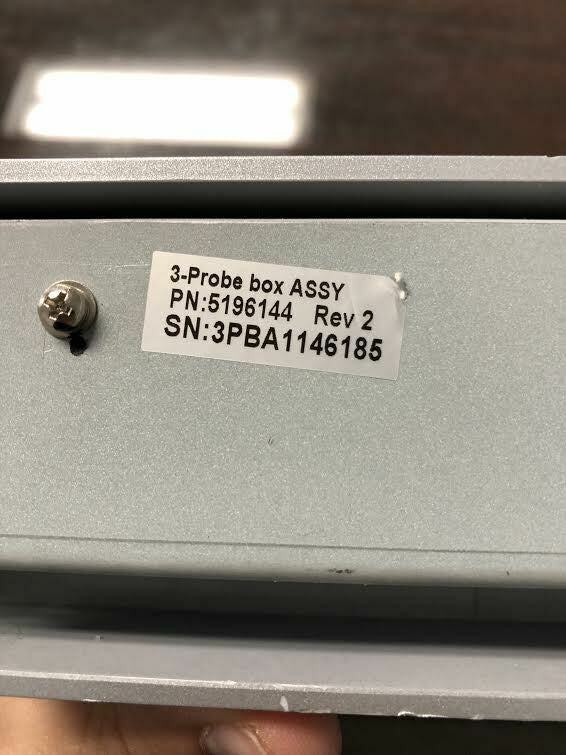 3-Probe box ASSY
PN:5196144 Rev 2
SN:3PBA1146185